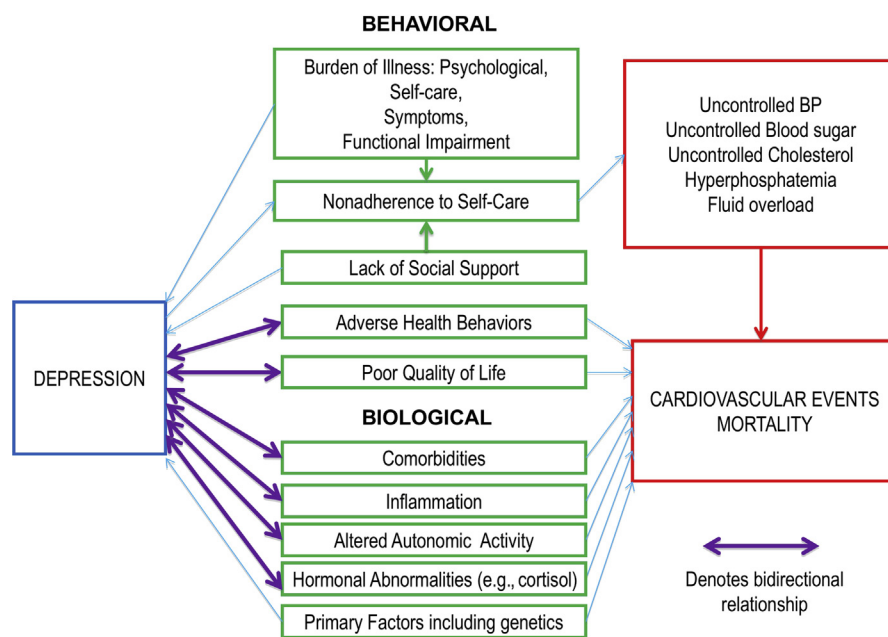 BEHAVIORAL
Burden of Illness: Psychological,
Self-care,
Symptoms,
Functional Impairment
Nonadherence to Self-Care
Lack of Social Support
Adverse Health Behaviors
Poor Quality of Life
BIOLOGICAL
Comorbidities
Inflammation
Altered Autonomic Activity
Hormonal Abnormalities (e.g., cortisol)
Primary Factors including genetics
DEPRESSION
Uncontrolled BP
Uncontrolled Blood sugar
Uncontrolled Cholesterol
Hyperphosphatemia
Fluid overload
CARDIOVASCULAR EVENTS
MORTALITY
Denotes bidirectional
relationship